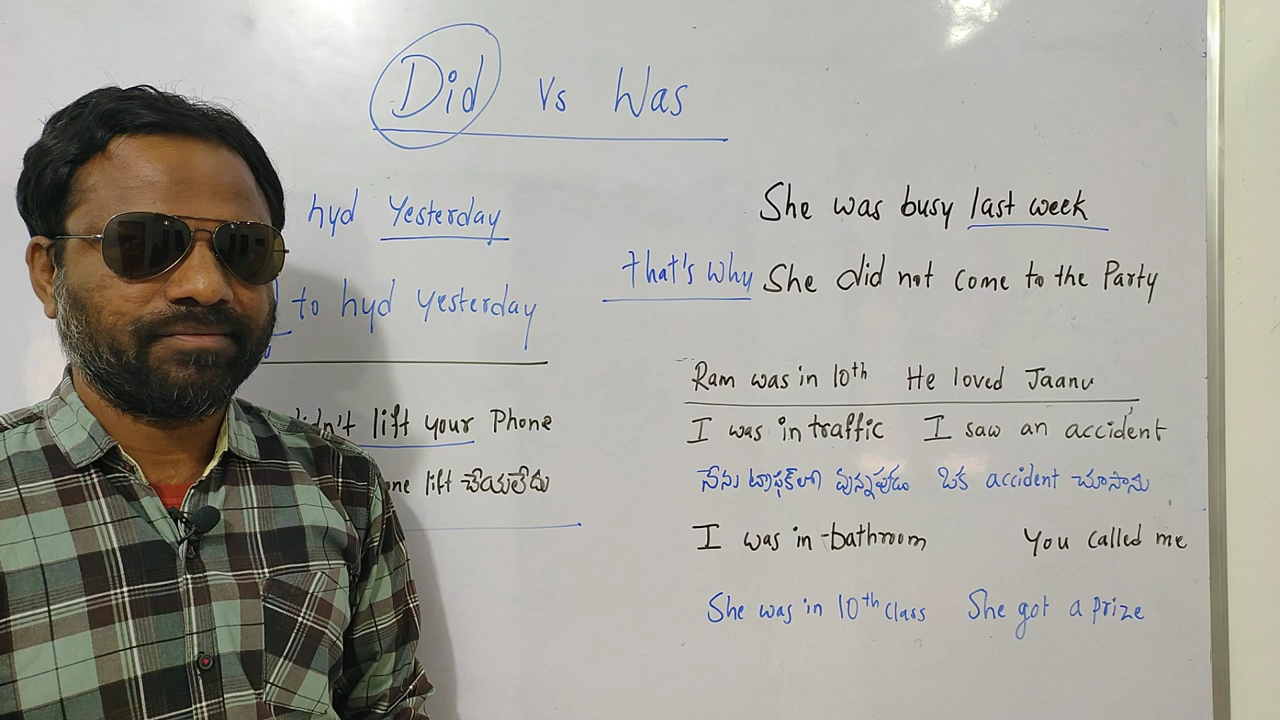 Did vs Was
hyd Yesterday
to hyd yesterday
didn't lift your Phone
lift చేయలేదు
She was busy last week
That's why She did not come to the Party
Ram was in 10th He loved Jaanu
I was in traffic I saw an accident
నేను ట్రాఫిక్‌లో వున్నప్పుడు ఒక accident చూసాను
I was in bathroom You called me
She was in 10th class She got a prize